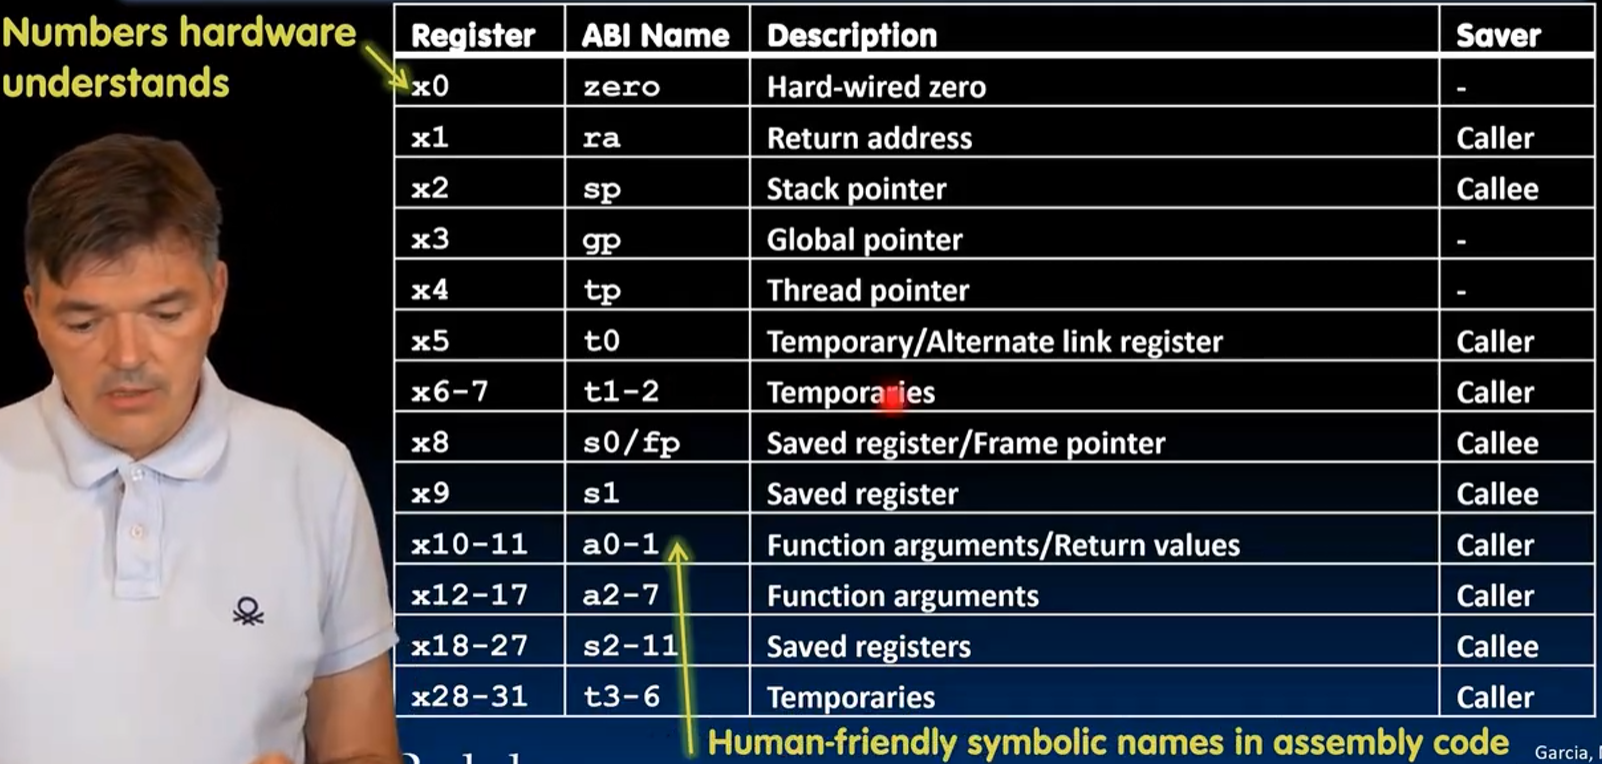 Numbers hardware
understands
Register ABI Name Description Saver
x0 zero Hard-wired zero -
x1 ra Return address Caller
x2 sp Stack pointer Callee
x3 gp Global pointer -
x4 tp Thread pointer -
x5 t0 Temporary/Alternate link register Caller
x6-7 t1-2 Temporaries Caller
x8 s0/fp Saved register/Frame pointer Callee
x9 s1 Saved register Callee
x10-11 a0-1 Function arguments/Return values Caller
x12-17 a2-7 Function arguments Caller
x18-27 s2-11 Saved registers Callee
x28-31 t3-6 Temporaries Caller
Human-friendly symbolic names in assembly code
Garcia,